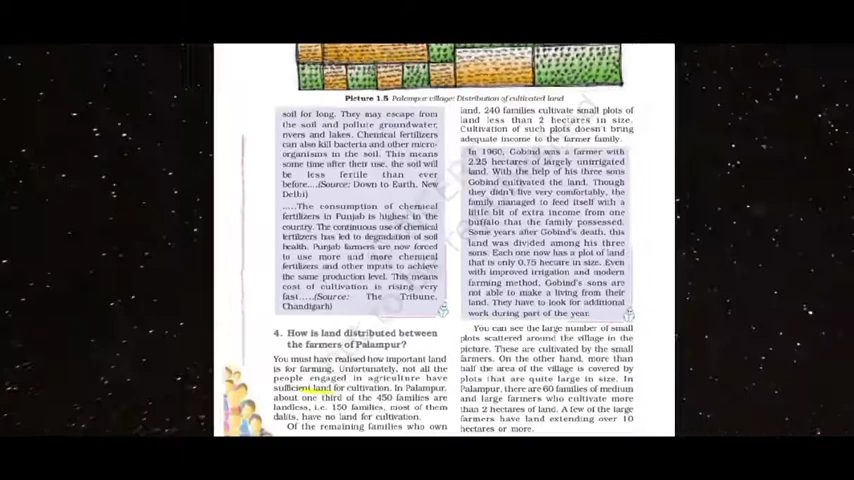 Picture 1.5 Palampur village: Distribution of cultivated land
soil for long. They may escape from
the soil and pollute groundwater,
rivers and lakes. Chemical fertilizers
can also kill bacteria and other micro-
organisms in the soil. This means
some time after their use, the soil will
be less fertile than ever
before....(Source: Down to Earth, New
Delhi)
.....The consumption of chemical
fertilizers in Punjab is highest in the
country. The continuous use of chemical
fertilizers has led to degradation of soil
health. Punjab farmers are now forced
to use more and more chemical
fertilizers and other inputs to achieve
the same production level. This means
cost of cultivation is rising very
fast.....(Source: The Tribune,
Chandigarh)
4. How is land distributed between
the farmers of Palampur?
You must have realised how important land
is for farming. Unfortunately, not all the
people engaged in agriculture have
sufficient land for cultivation. In Palampur,
about one third of the 450 families are
landless, i.e. 150 families, most of them
dalits, have no land for cultivation.
Of the remaining families who own
land, 240 families cultivate small plots of
land less than 2 hectares in size.
Cultivation of such plots doesn't bring
adequate income to the farmer family.
In 1960, Gobind was a farmer with
2.25 hectares of largely unirrigated
land. With the help of his three sons
Gobind cultivated the land. Though
they didn't live very comfortably, the
family managed to feed itself with a
little bit of extra income from one
buffalo that the family possessed.
Some years after Gobind's death, this
land was divided among his three
sons. Each one now has a plot of land
that is only 0.75 hectare in size. Even
with improved irrigation and modern
farming method, Gobind's sons are
not able to make a living from their
land. They have to look for additional
work during part of the year.
You can see the large number of small
plots scattered around the village in the
picture. These are cultivated by the small
farmers. On the other hand, more than
half the area of the village is covered by
plots that are quite large in size. In
Palampur, there are 60 families of medium
and large farmers who cultivate more
than 2 hectares of land. A few of the large
farmers have land extending over 10
hectares or more.